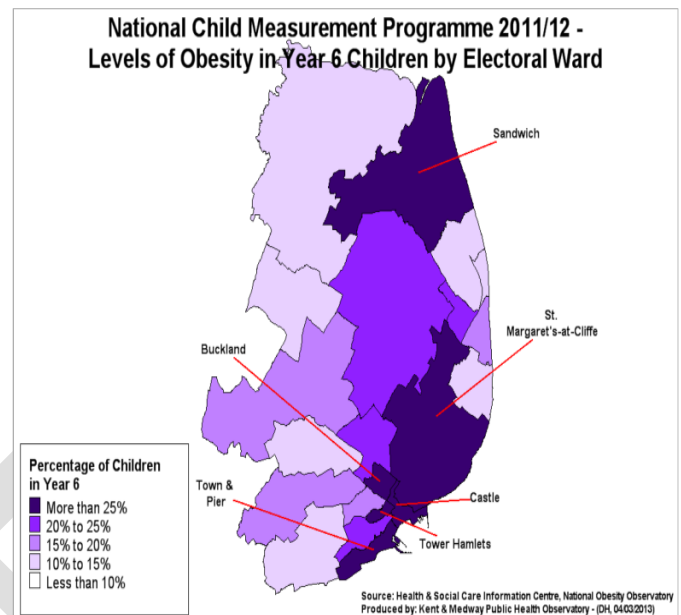 National Child Measurement Programme 2011/12 -
Levels of Obesity in Year 6 Children by Electoral Ward
Sandwich
St.
Margaret's-at-Cliffe
Buckland
Town &
Pier
Castle
Tower Hamlets
Percentage of Children
in Year 6
More than 25%
20% to 25%
15% to 20%
10% to 15%
Less than 10%
Source: Health & Social Care Information Centre, National Obesity Observatory
Produced by: Kent & Medway Public Health Observatory - (DH, 04/03/2013)